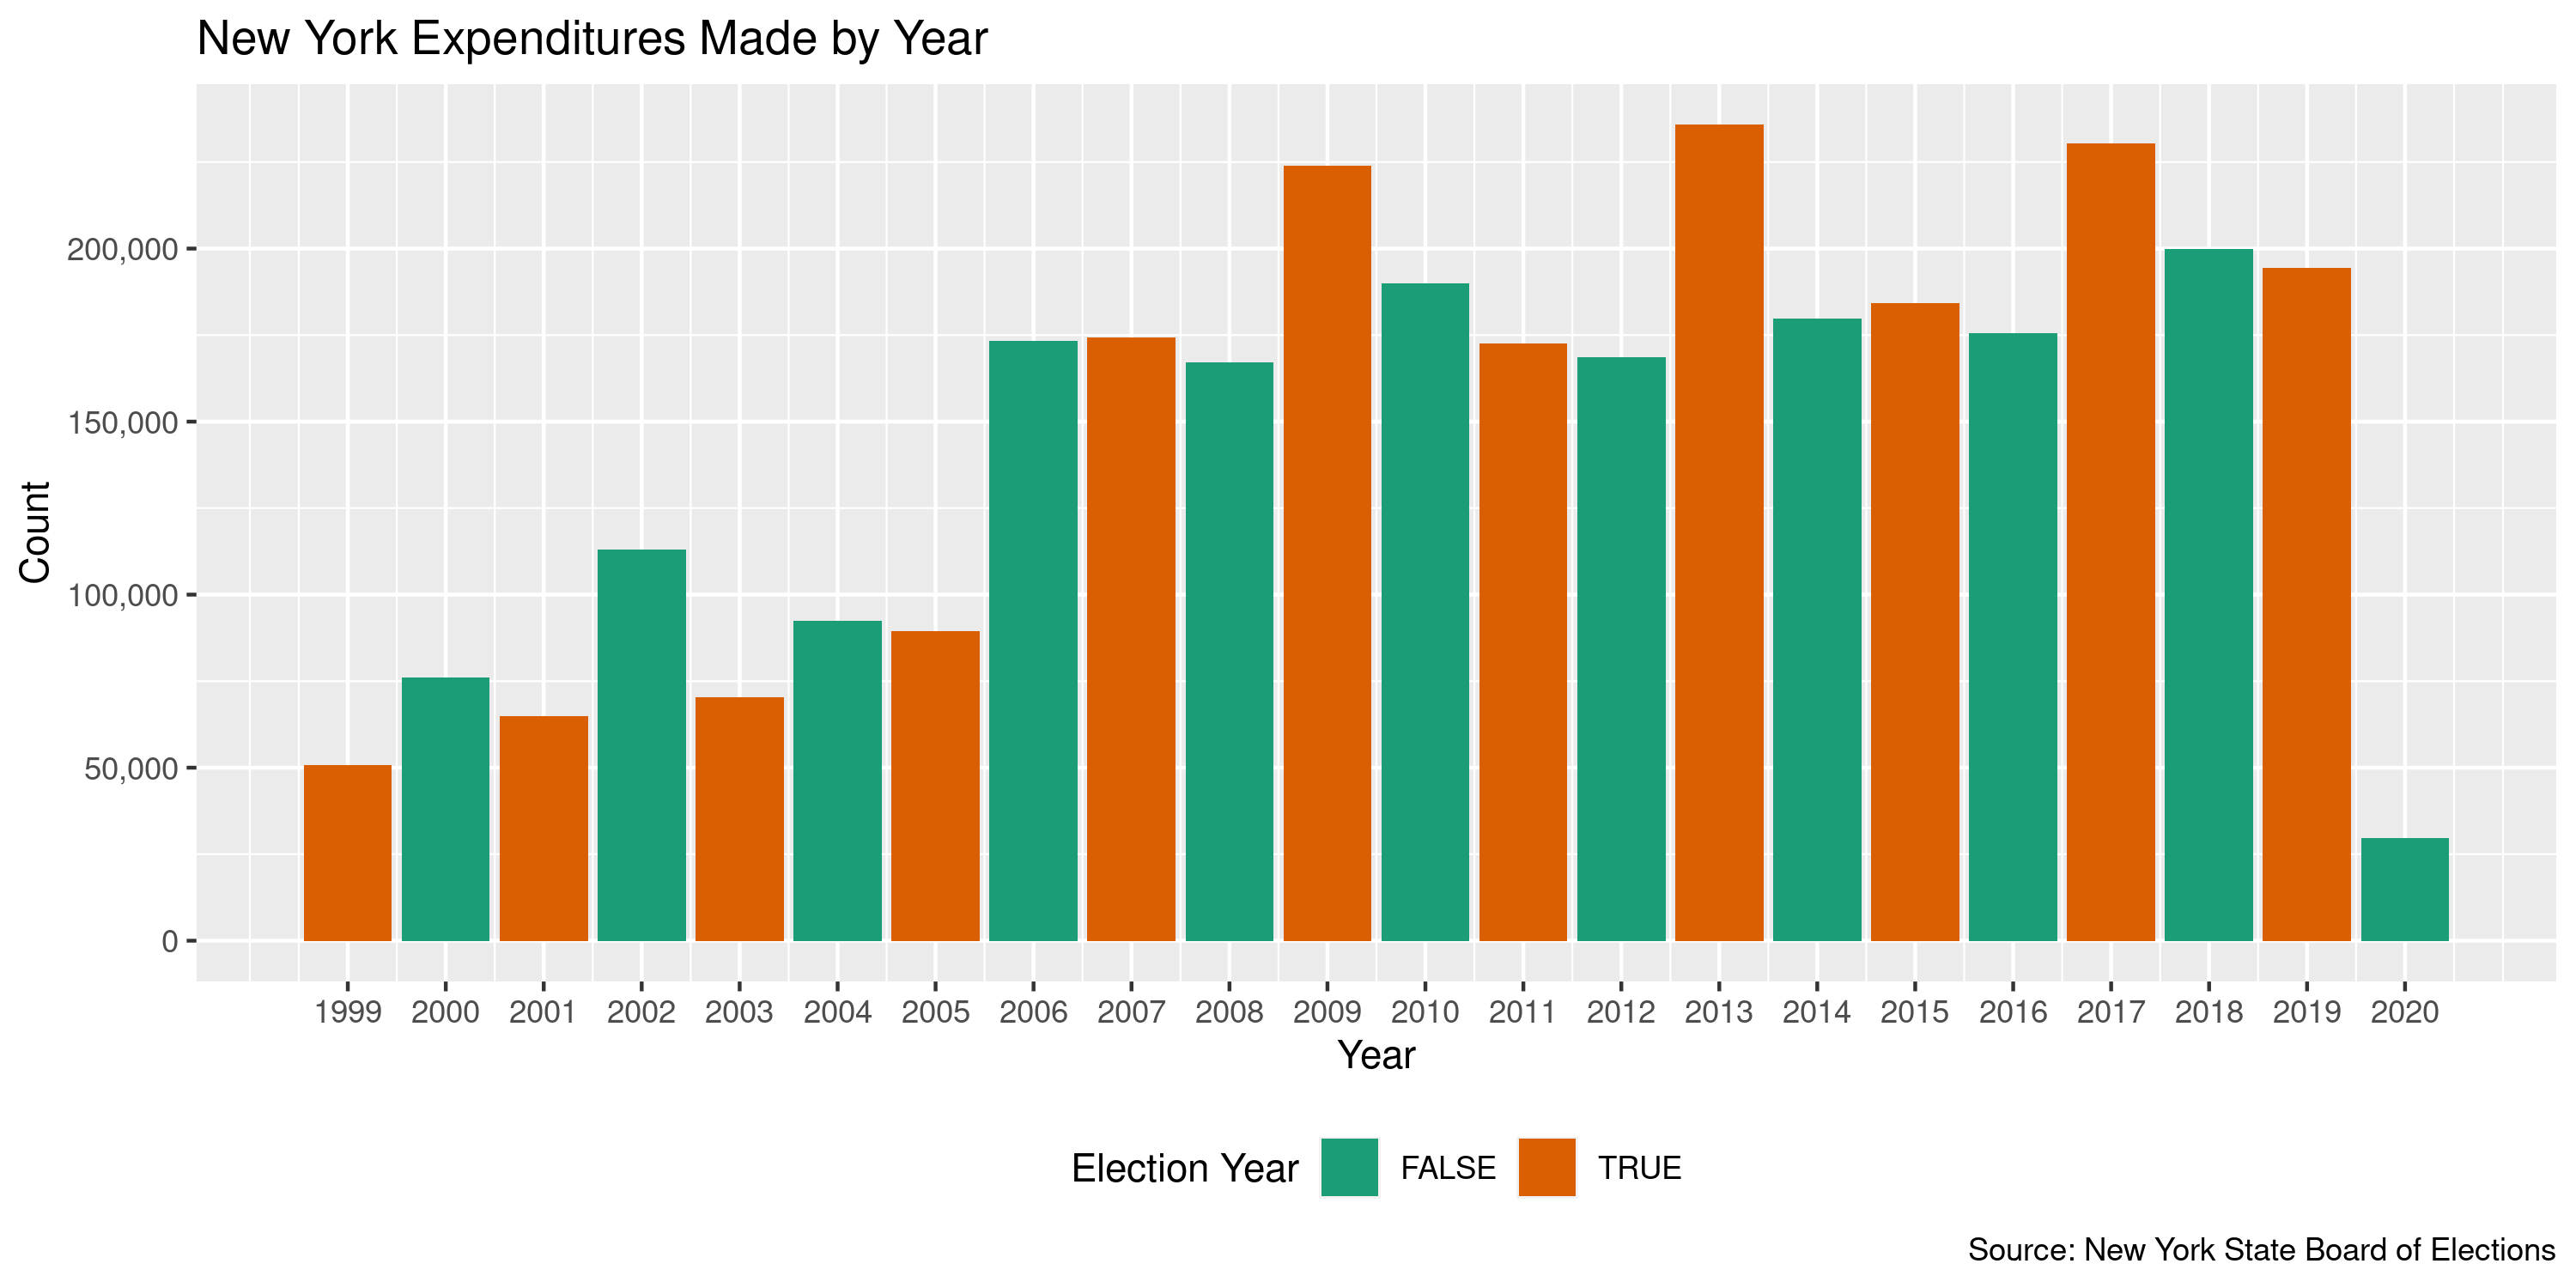 New York Expenditures Made by Year
Count
200,000
150,000
100,000
50,000
0
1999 2000 2001 2002 2003 2004 2005 2006 2007 2008 2009 2010 2011 2012 2013 2014 2015 2016 2017 2018 2019 2020
Year
Election Year FALSE TRUE
Source: New York State Board of Elections